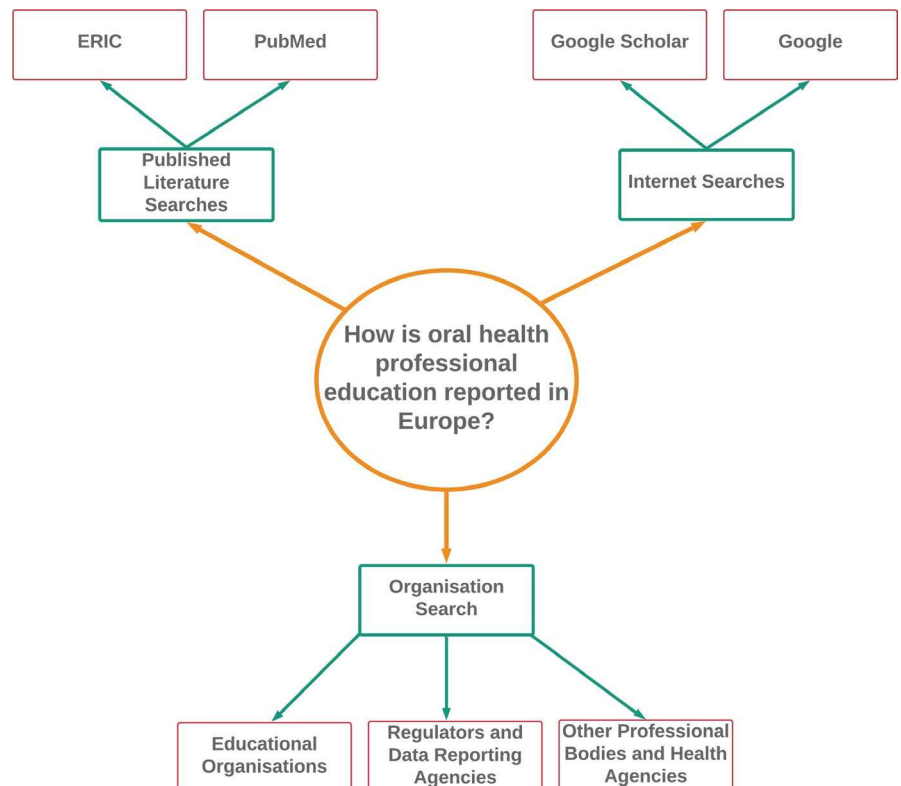 ERIC
PubMed
Google Scholar
Google
Published
Literature
Searches
Internet Searches
How is oral health
professional
education reported in
Europe?
Organisation
Search
Educational
Organisations
Regulators and
Data Reporting
Agencies
Other Professional
Bodies and Health
Agencies